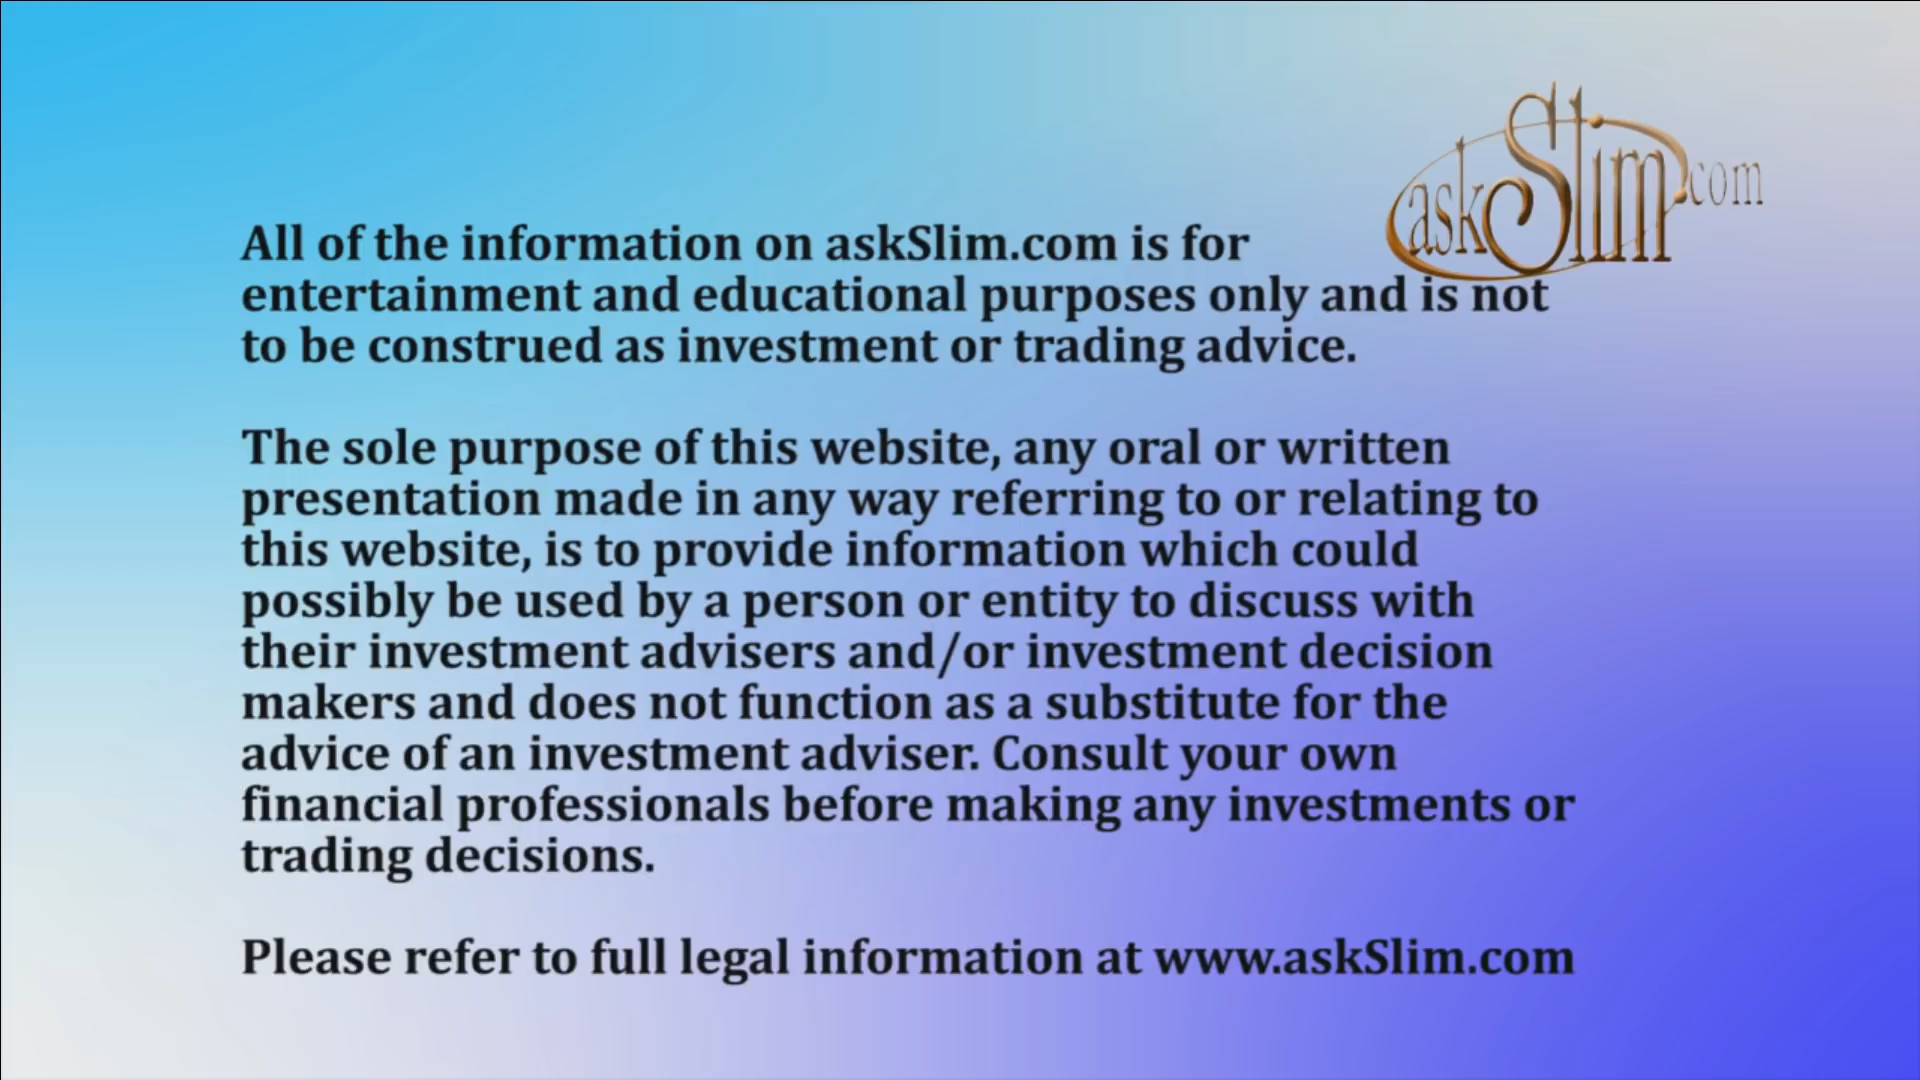 askSlim.com
All of the information on askSlim.com is for
entertainment and educational purposes only and is not
to be construed as investment or trading advice.
The sole purpose of this website, any oral or written
presentation made in any way referring to or relating to
this website, is to provide information which could
possibly be used by a person or entity to discuss with
their investment advisers and/or investment decision
makers and does not function as a substitute for the
advice of an investment adviser. Consult your own
financial professionals before making any investments or
trading decisions.
Please refer to full legal information at www.askSlim.com